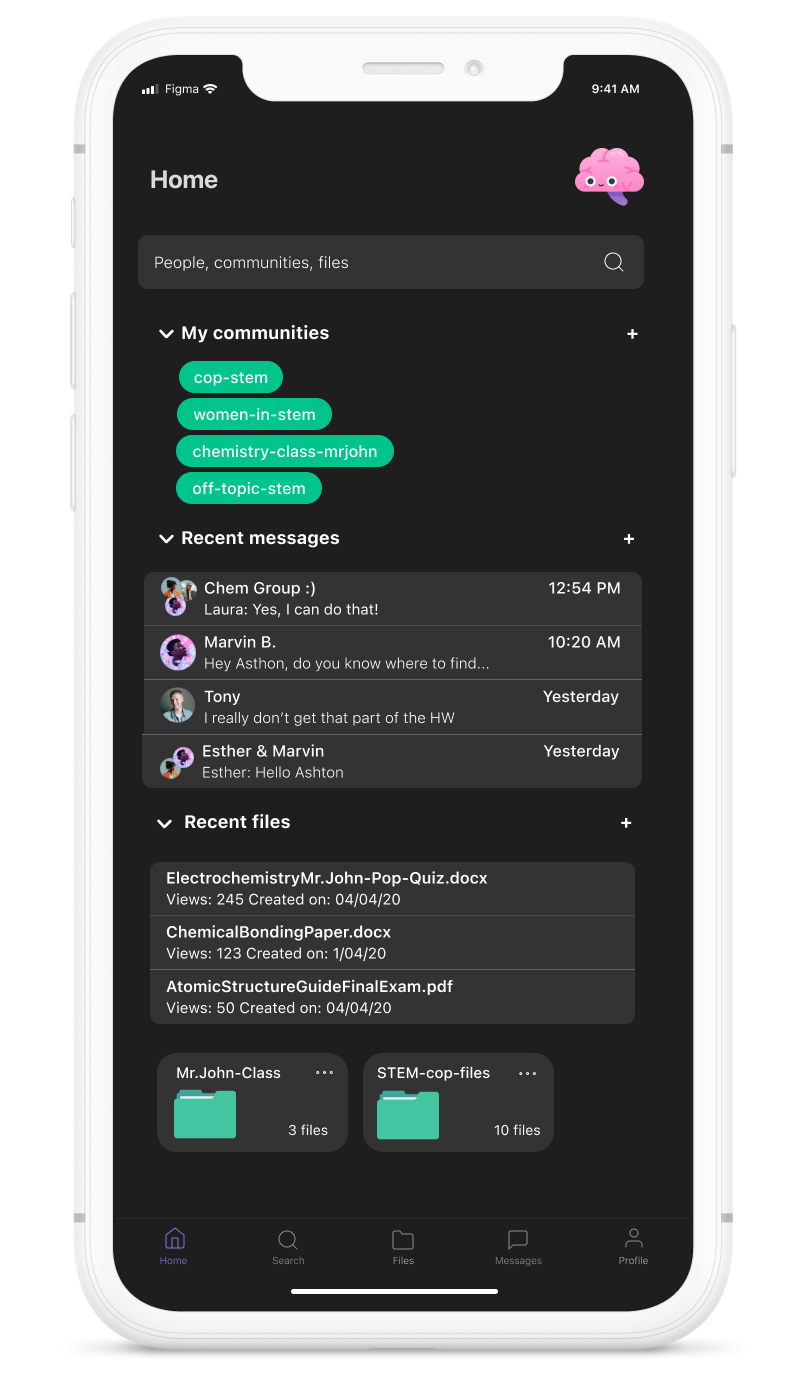 Figma
9:41 AM
Home
People, communities, files
My communities +
cop-stem
women-in-stem
chemistry-class-mrjohn
off-topic-stem
Recent messages +
Chem Group :) 12:54 PM
Laura: Yes, I can do that!
Marvin B. 10:20 AM
Hey Asthon, do you know where to find...
Tony Yesterday
I really don’t get that part of the HW
Esther & Marvin Yesterday
Esther: Hello Ashton
Recent files +
ElectrochemistryMr.John-Pop-Quiz.docx
Views: 245 Created on: 04/04/20
ChemicalBondingPaper.docx
Views: 123 Created on: 1/04/20
AtomicStructureGuideFinalExam.pdf
Views: 50 Created on: 04/04/20
Mr.John-Class
3 files
STEM-cop-files
10 files
Home
Search
Files
Messages
Profile